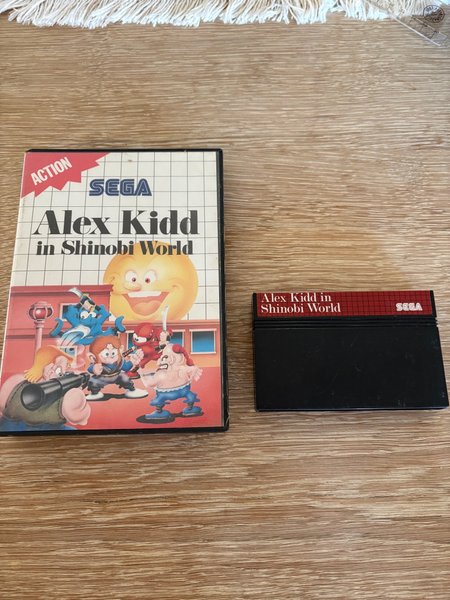 ACTION
SEGA
Alex Kidd
in Shinobi World
Alex Kidd in
Shinobi World
SEGA